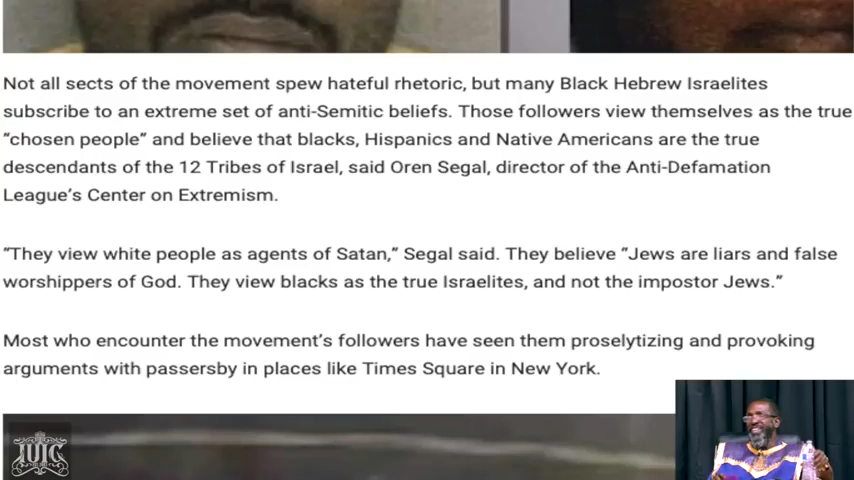 Not all sects of the movement spew hateful rhetoric, but many Black Hebrew Israelites
subscribe to an extreme set of anti-Semitic beliefs. Those followers view themselves as the true
“chosen people” and believe that blacks, Hispanics and Native Americans are the true
descendants of the 12 Tribes of Israel, said Oren Segal, director of the Anti-Defamation
League’s Center on Extremism.
“They view white people as agents of Satan,” Segal said. They believe “Jews are liars and false
worshippers of God. They view blacks as the true Israelites, and not the impostor Jews.”
Most who encounter the movement’s followers have seen them proselytizing and provoking
arguments with passersby in places like Times Square in New York.
IUIC